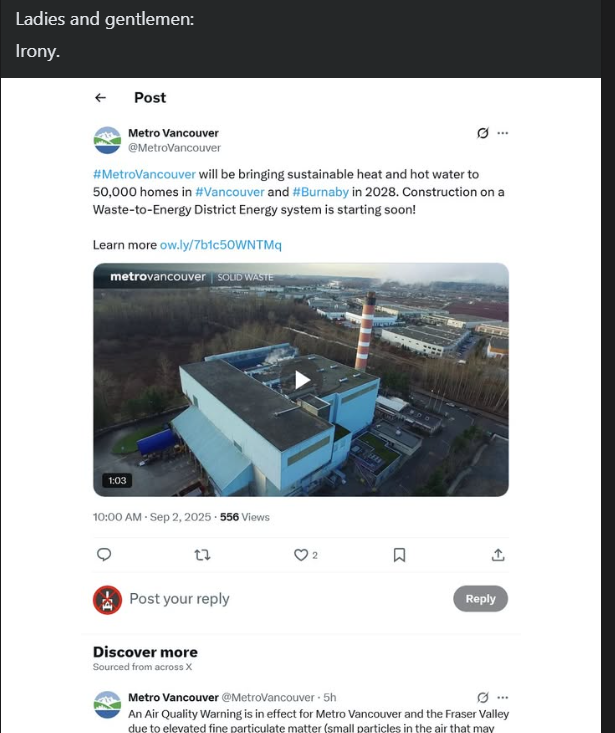 Ladies and gentlemen:
Irony.
Post
Metro Vancouver
@MetroVancouver
#MetroVancouver will be bringing sustainable heat and hot water to
50,000 homes in #Vancouver and #Burnaby in 2028. Construction on a
Waste-to-Energy District Energy system is starting soon!
Learn more ow.ly/7b1c50WNTMq
metrovancouver | SOLID WASTE
1:03
10:00 AM · Sep 2, 2025 · 556 Views
2
Post your reply
Reply
Discover more
Sourced from across X
Metro Vancouver @MetroVancouver · 5h
An Air Quality Warning is in effect for Metro Vancouver and the Fraser Valley
due to elevated fine particulate matter (small particles in the air that may